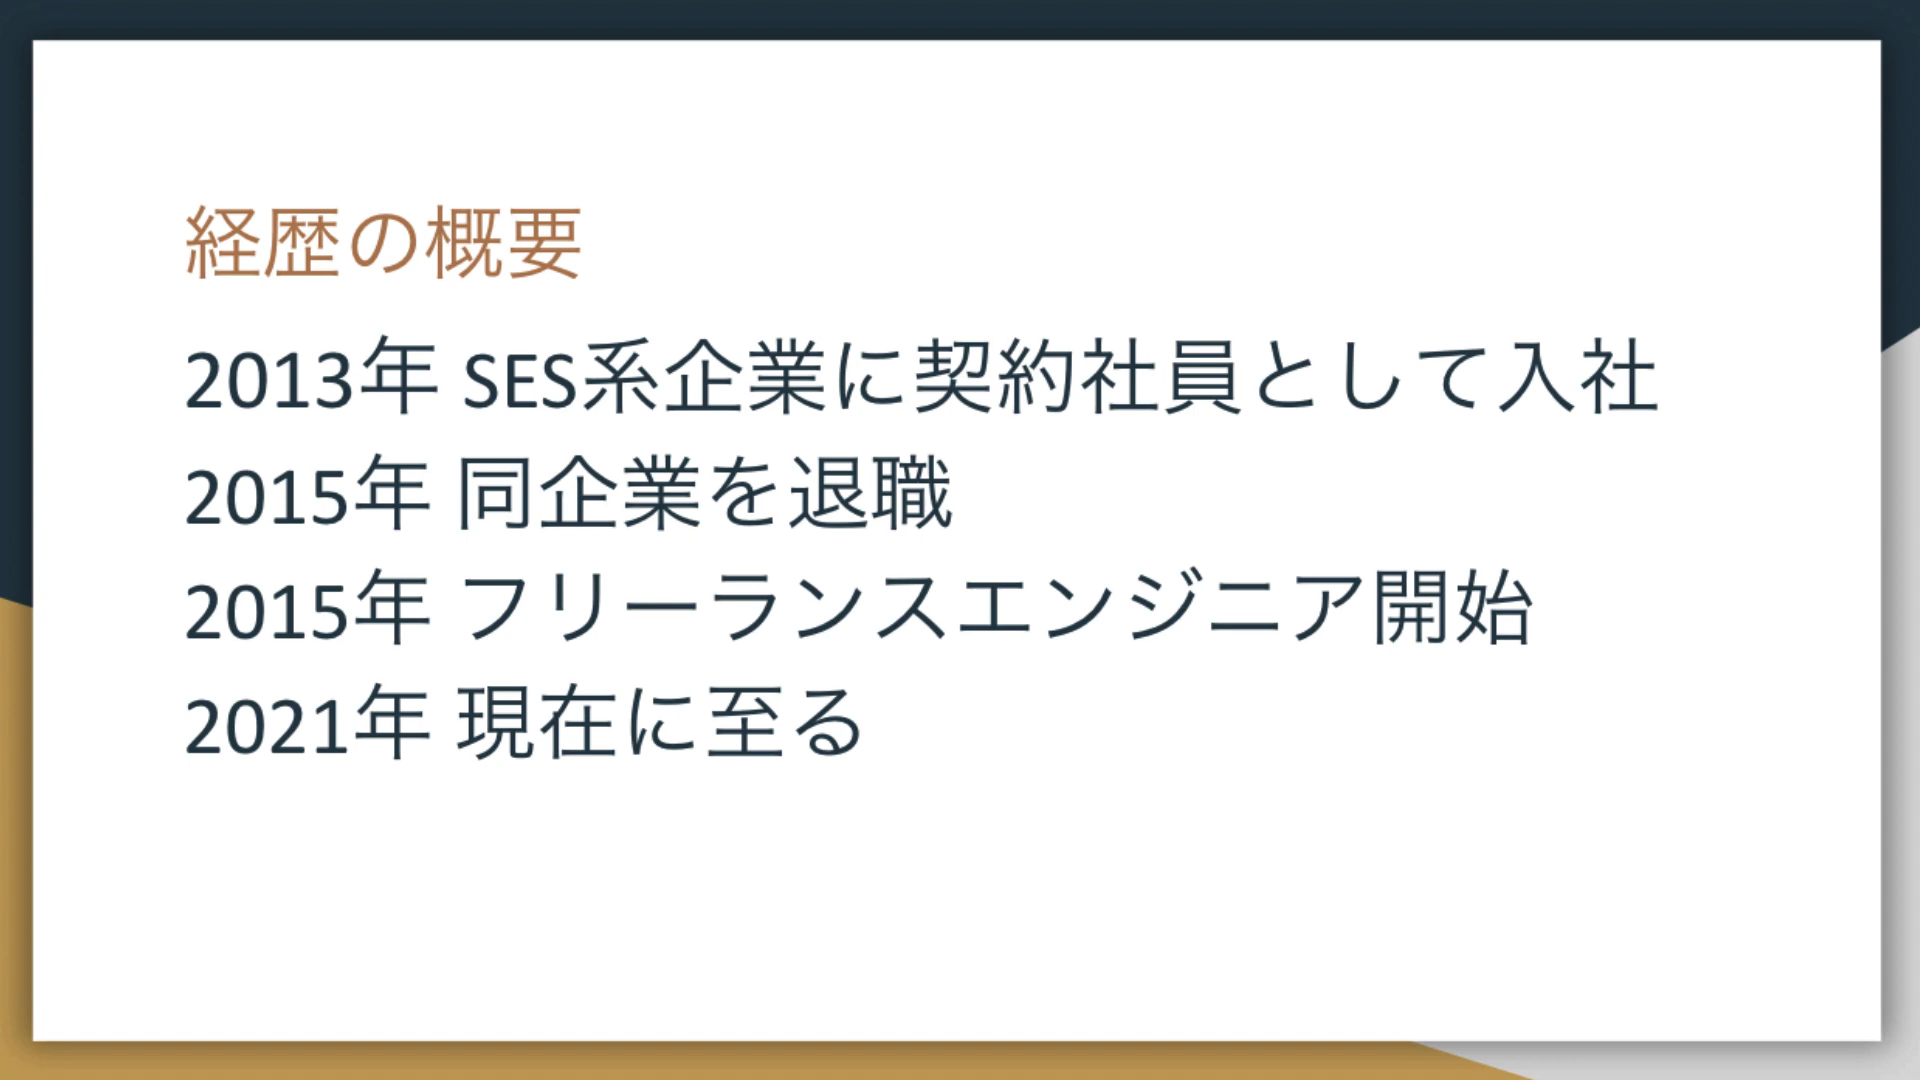 経歴の概要
2013年 SES系企業に契約社員として入社
2015年 同企業を退職
2015年 フリーランスエンジニア開始
2021年 現在に至る